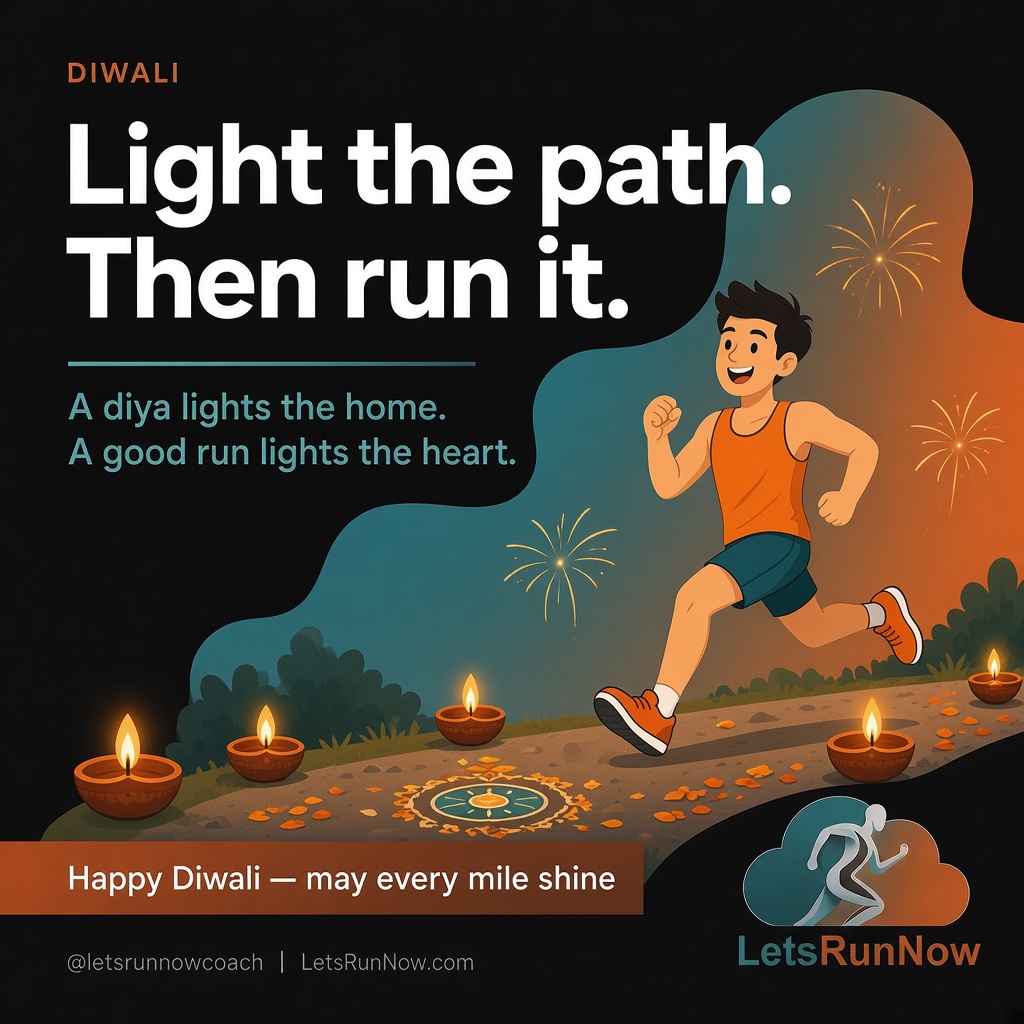 DIWALI
Light the path.
Then run it.
A diya lights the home.
A good run lights the heart.
Happy Diwali — may every mile shine
@letsrunnowcoach | LetsRunNow.com
LetsRunNow